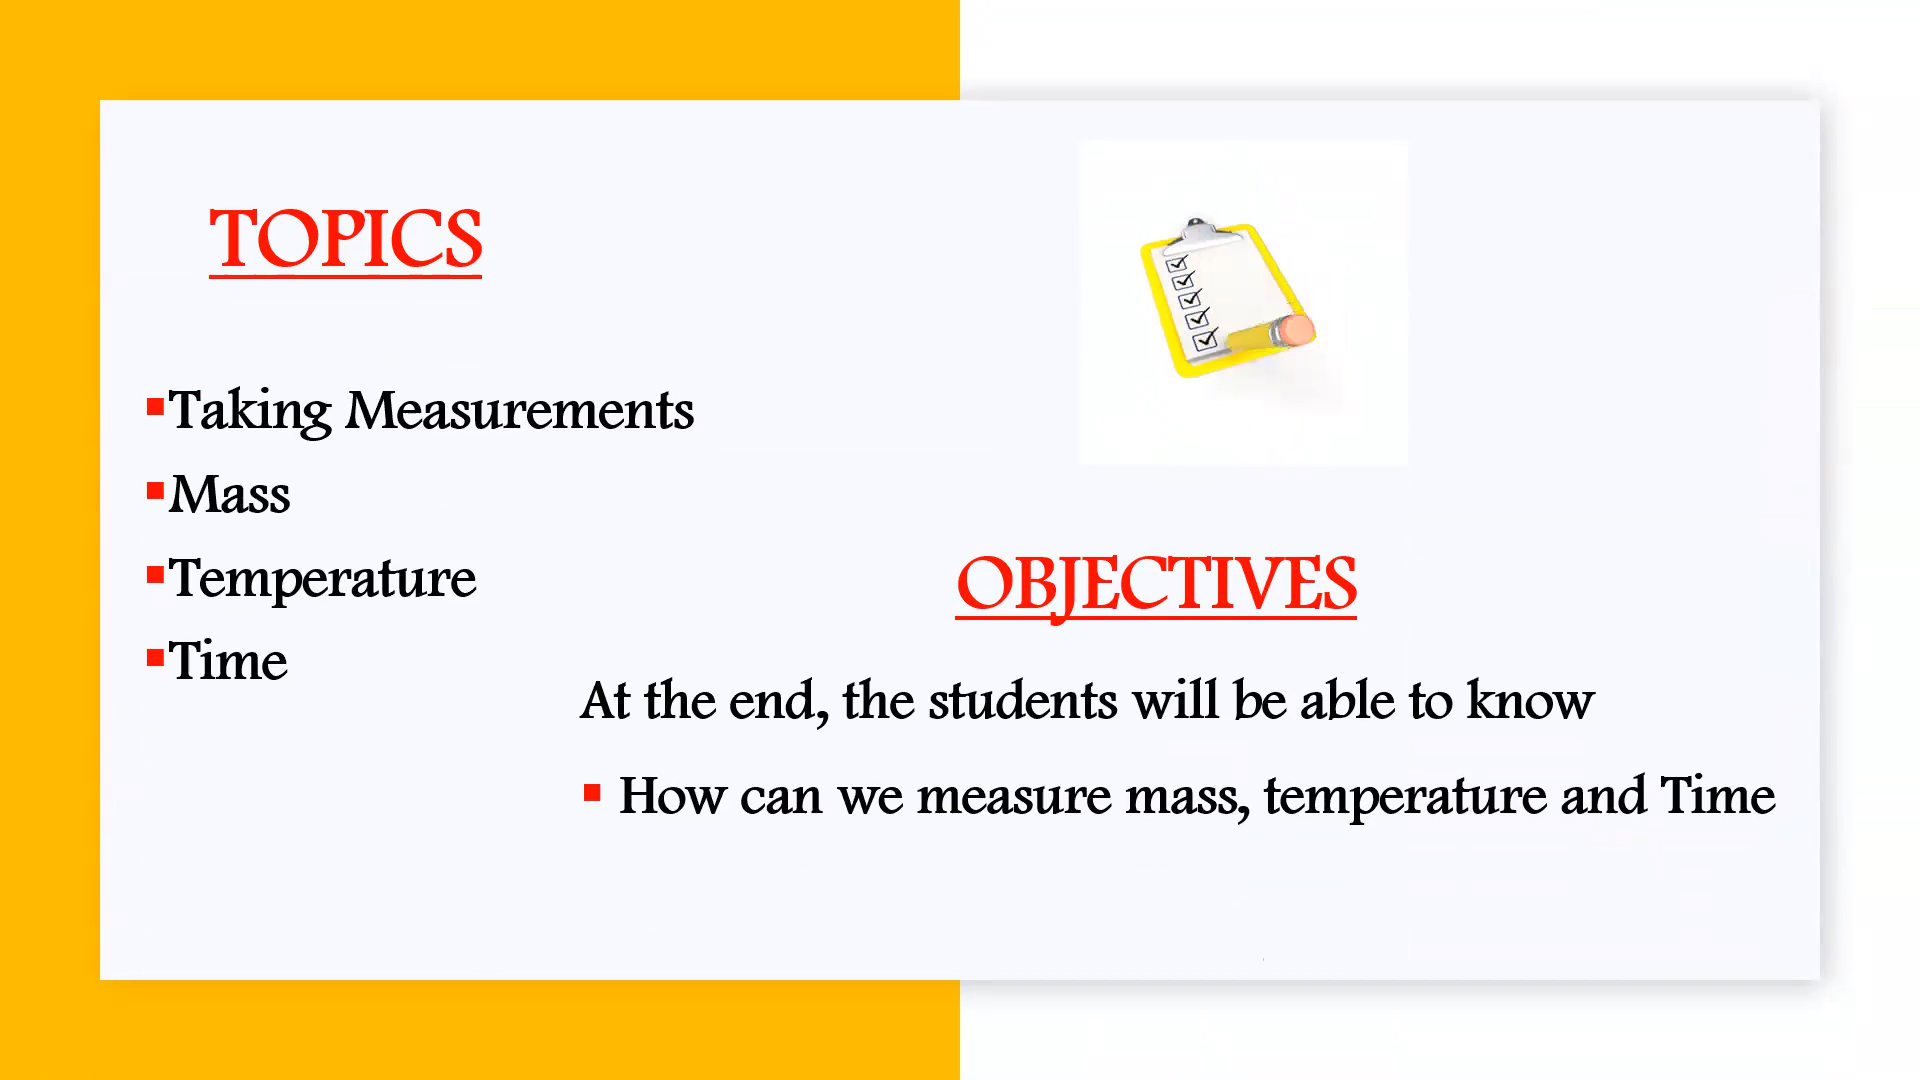 TOPICS
Taking Measurements
Mass
Temperature
Time
OBJECTIVES
At the end, the students will be able to know
How can we measure mass, temperature and Time